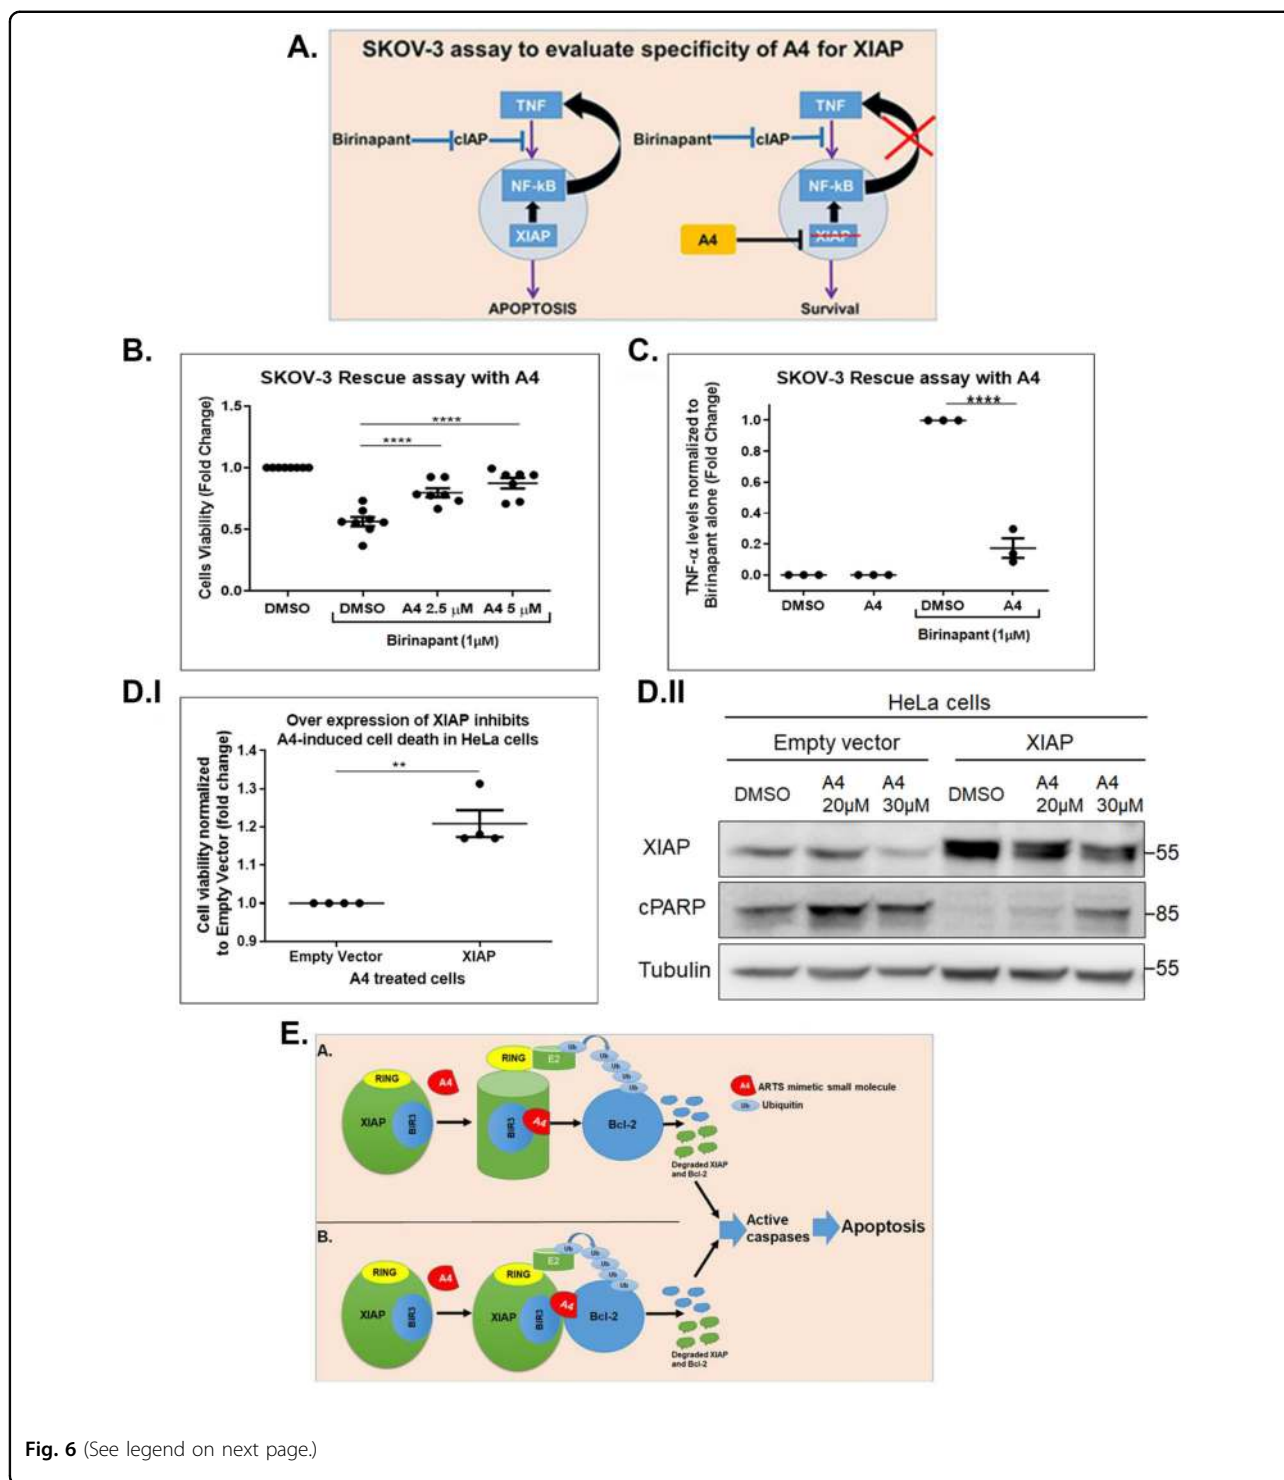 A.
SKOV-3 assay to evaluate specificity of A4 for XIAP
TNF
TNF
Birinapant
cIAP
Birinapant
cIAP
NF-kB
NF-kB
XIAP
A4
XIAP
APOPTOSIS
Survival
B.
SKOV-3 Rescue assay with A4
Cells Viability (Fold Change)
1.5
1.0
0.5
0.0
****
****
DMSO
DMSO
A4 2.5 μM
A4 5 μM
Birinapant (1μM)
C.
SKOV-3 Rescue assay with A4
TNF-α levels normalized to
Birinapant alone (Fold Change)
1.0
0.8
0.6
0.4
0.2
0.0
****
DMSO
A4
DMSO
A4
Birinapant (1μM)
D.I
Over expression of XIAP inhibits
A4-induced cell death in HeLa cells
Cell viability normalized
to Empty Vector (fold change)
1.4
1.3
1.2
1.1
1.0
0.9
**
Empty Vector
XIAP
A4 treated cells
D.II
HeLa cells
Empty vector
XIAP
DMSO
A4
20μM
A4
30μM
DMSO
A4
20μM
A4
30μM
XIAP
-55
cPARP
-85
Tubulin
-55
E.
A.
RING
A4
XIAP
BIR3
RING
E2
Ub
Ub
Ub
Ub
Ub
BIR3
A4
Bcl-2
A4
ARTS mimetic small molecule
Ub
Ubiquitin
Degraded XIAP
and Bcl-2
B.
RING
A4
XIAP
BIR3
RING
E2
Ub
Ub
Ub
Ub
Ub
XIAP
BIR3
A4
Bcl-2
Degraded XIAP
and Bcl-2
Active
caspases
Apoptosis
Fig. 6 (See legend on next page.)